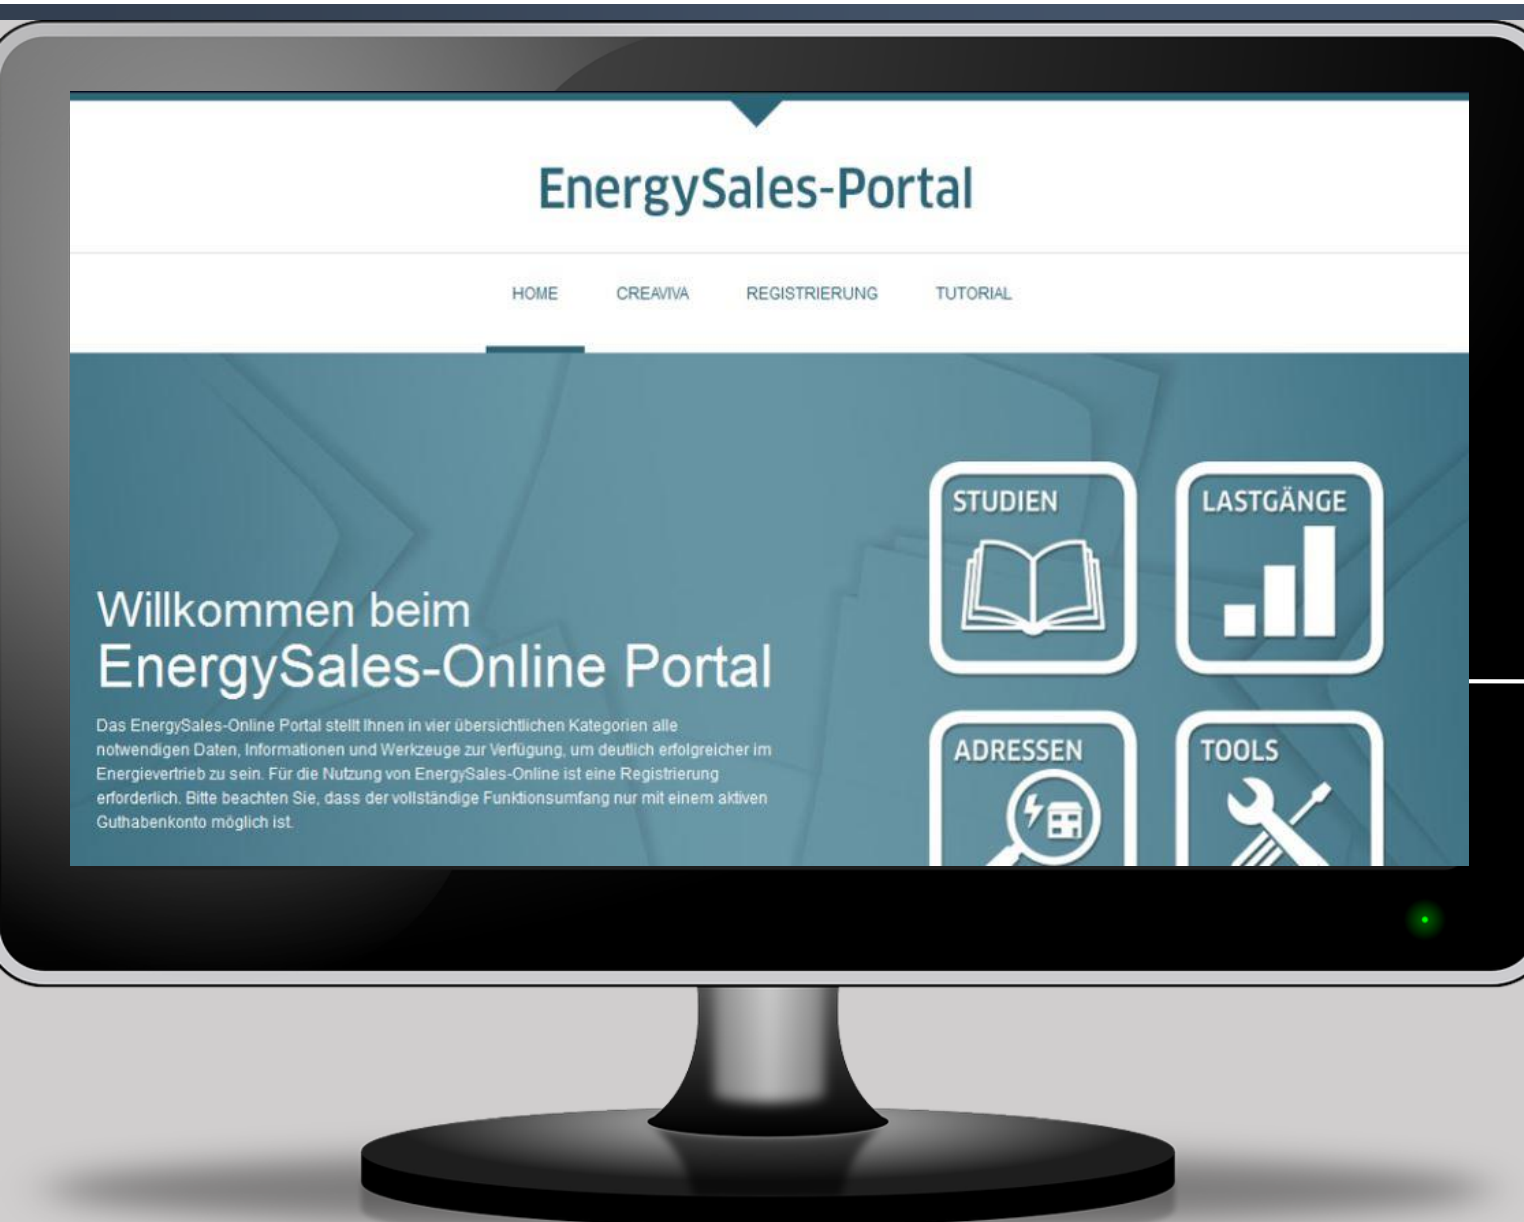 EnergySales-Portal
HOME CREAVIVA REGISTRIERUNG TUTORIAL
STUDIEN LASTGÄNGE
Willkommen beim
EnergySales-Online Portal
Das EnergySales-Online Portal stellt Ihnen in vier übersichtlichen Kategorien alle
notwendigen Daten, Informationen und Werkzeuge zur Verfügung, um deutlich erfolgreicher im
Energievertrieb zu sein. Für die Nutzung von EnergySales-Online ist eine Registrierung
erforderlich. Bitte beachten Sie, dass der vollständige Funktionsumfang nur mit einem aktiven
Guthabenkonto möglich ist.
ADRESSEN TOOLS